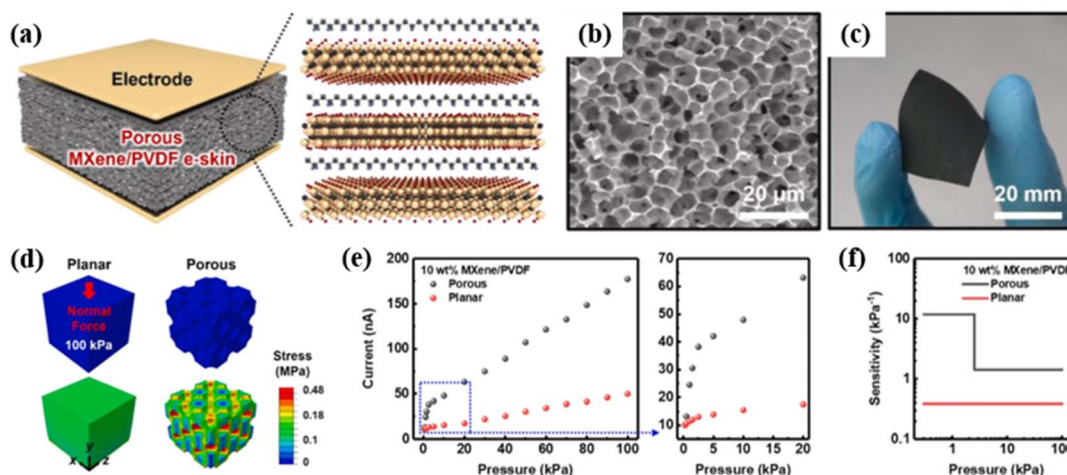 (a)
Electrode
Porous
MXene/PVDF e-skin
(b)
20 μm
(c)
20 mm
(d)
Planar
Porous
Normal
Force
100 kPa
Stress
(MPa)
0.48
0.18
0.1
0
y
x
z
(e)
Current (nA)
200
150
100
50
0
10 wt% MXene/PVDF
Porous
Planar
0 20 40 60 80 100
Pressure (kPa)
70
60
50
40
30
20
10
0
0 5 10 15 20
Pressure (kPa)
(f)
Sensitivity (kPa⁻¹)
100
10
1
0.1
10 wt% MXene/PVDF
Porous
Planar
1 10 100
Pressure (kPa)